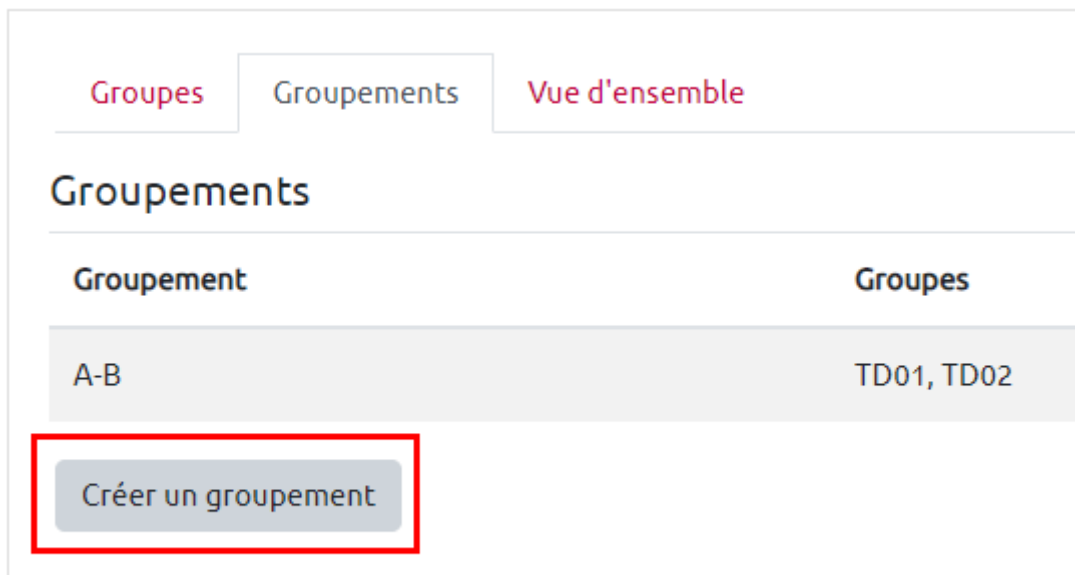 Groupes Groupements Vue d'ensemble
Groupements
Groupement Groupes
A-B TD01, TD02
Créer un groupement